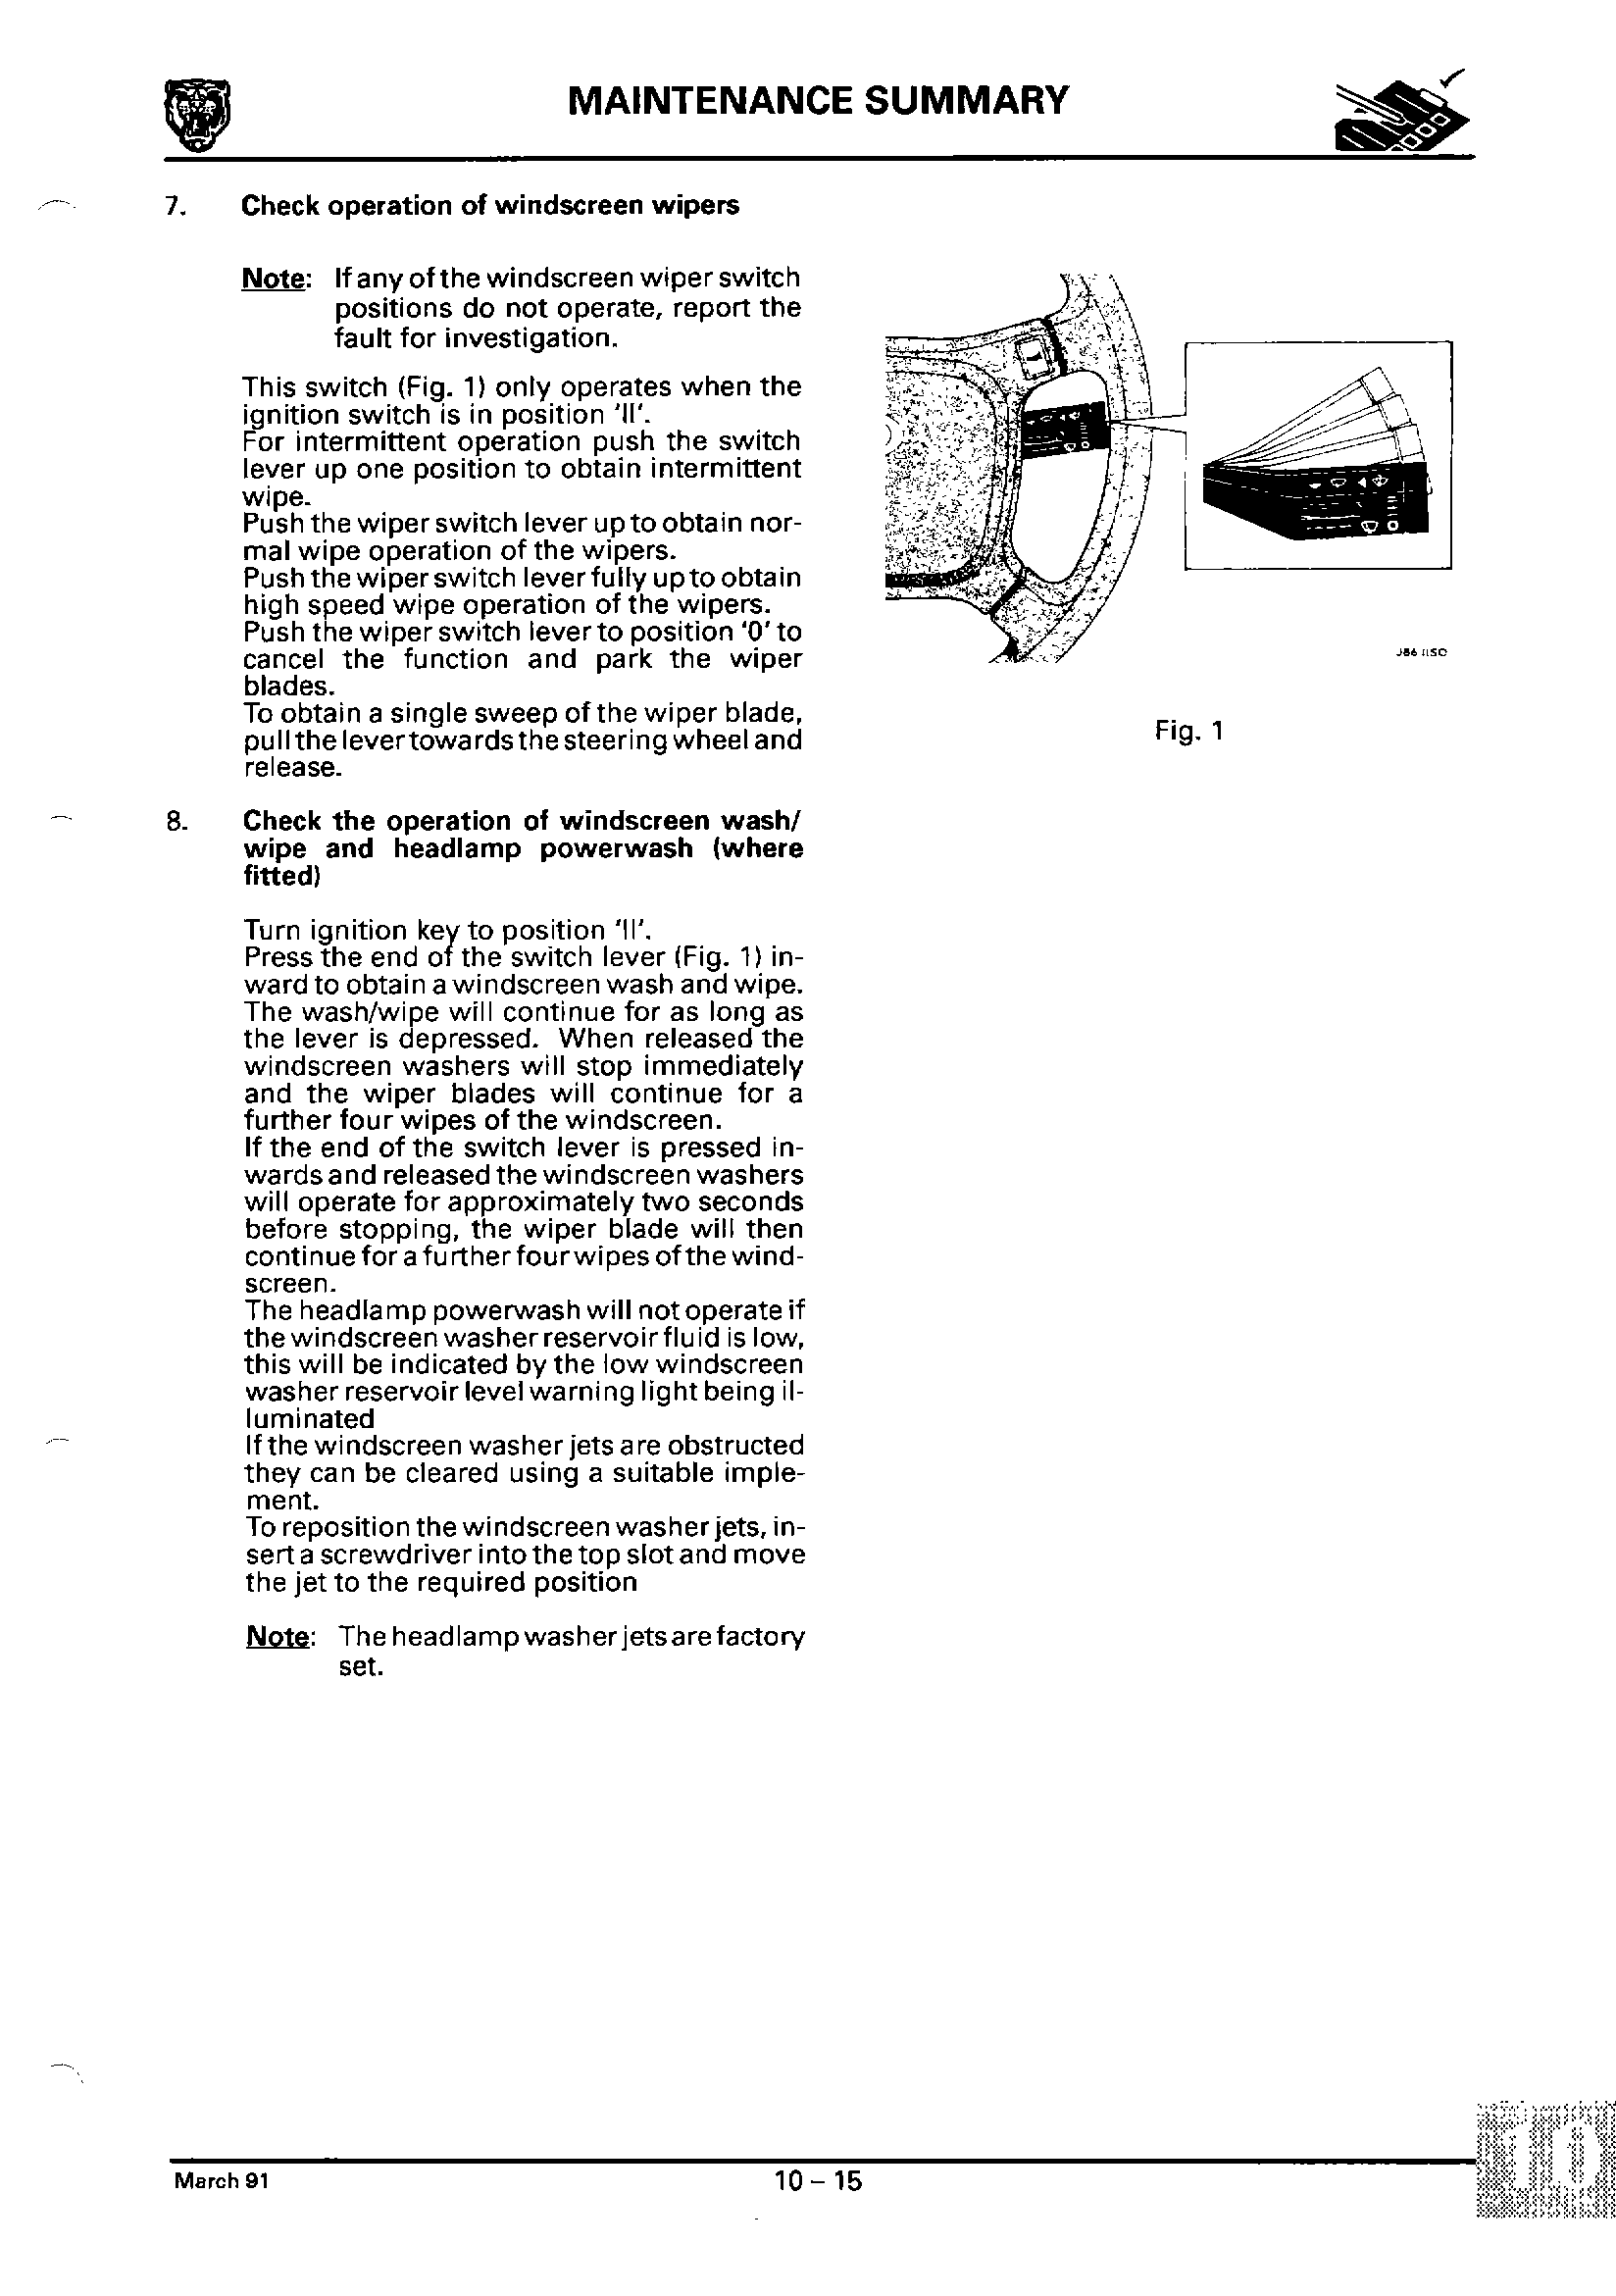 MAINTENANCE SUMMARY
7. Check operation of windscreen wipers
Note: If any of the windscreen wiper switch
positions do not operate, report the
fault for investigation.
This switch (Fig. 1) only operates when the
ignition switch is in position 'II'.
For intermittent operation push the switch
lever up one position to obtain intermittent
wipe.
Push the wiper switch lever up to obtain nor-
mal wipe operation of the wipers.
Push the wiper switch lever fully up to obtain
high speed wipe operation of the wipers.
Push the wiper switch lever to position '0' to
cancel the function and park the wiper
blades.
To obtain a single sweep of the wiper blade,
pull the lever towards the steering wheel and
release.
8. Check the operation of windscreen wash/
wipe and headlamp powerwash (where
fitted)
Turn ignition key to position 'II'.
Press the end of the switch lever (Fig. 1) in-
ward to obtain a windscreen wash and wipe.
The wash/wipe will continue for as long as
the lever is depressed. When released the
windscreen washers will stop immediately
and the wiper blades will continue for a
further four wipes of the windscreen.
If the end of the switch lever is pressed in-
wards and released the windscreen washers
will operate for approximately two seconds
before stopping, the wiper blade will then
continue for a further four wipes of the wind-
screen.
The headlamp powerwash will not operate if
the windscreen washer reservoir fluid is low,
this will be indicated by the low windscreen
washer reservoir level warning light being il-
luminated
If the windscreen washer jets are obstructed
they can be cleared using a suitable imple-
ment.
To reposition the windscreen washer jets, in-
sert a screwdriver into the top slot and move
the jet to the required position
Note: The headlamp washer jets are factory
set.
Fig. 1
March 91
10 – 15
10